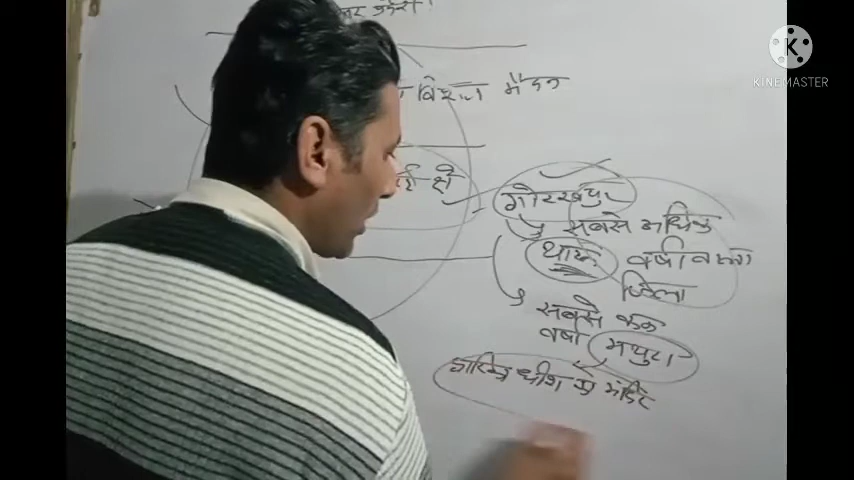 विशाल मैदान
गोरखपुर
सबसे अधिक
थारू वर्षा वाला
जिला
सबसे कम
वर्षा मथुरा
द्वारिकाधीश का मंदिर
KINEMASTER